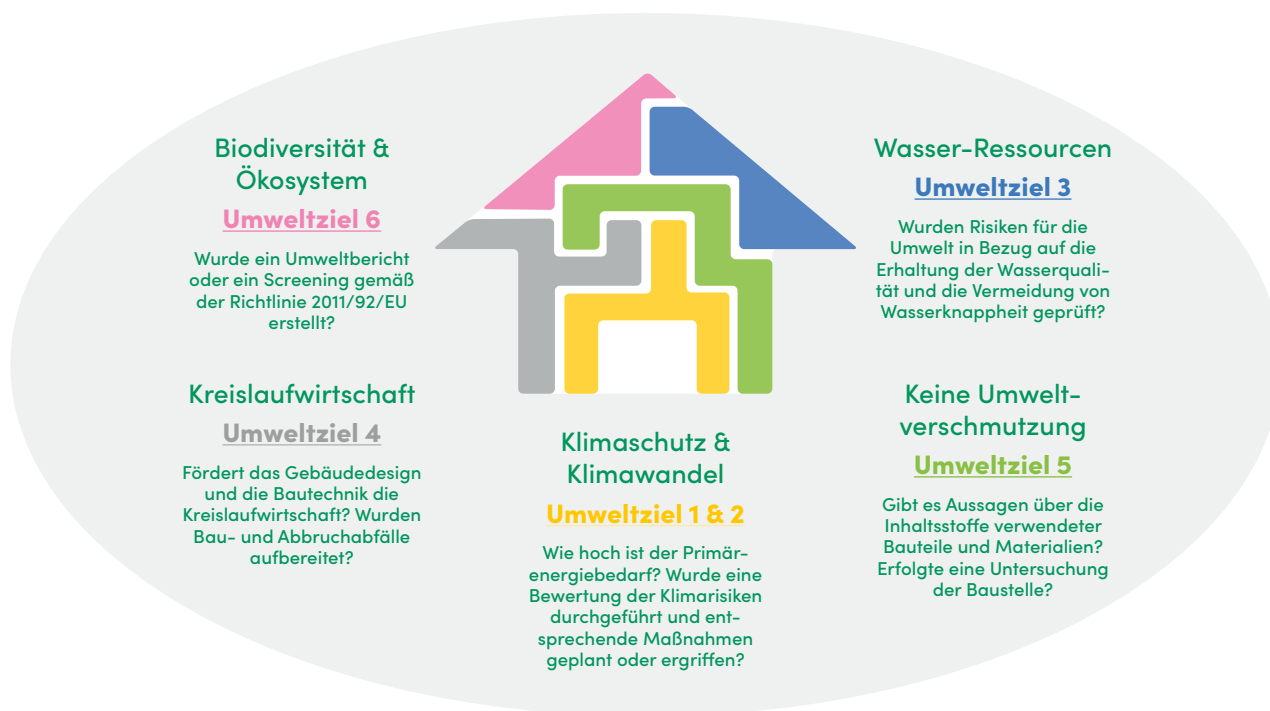 Biodiversität &
Ökosystem
Umweltziel 6
Wurde ein Umweltbericht
oder ein Screening gemäß
der Richtlinie 2011/92/EU
erstellt?
Wasser-Ressourcen
Umweltziel 3
Wurden Risiken für die
Umwelt in Bezug auf die
Erhaltung der Wasserquali-
tät und die Vermeidung von
Wasserknappheit geprüft?
Kreislaufwirtschaft
Umweltziel 4
Fördert das Gebäudedesign
und die Bautechnik die
Kreislaufwirtschaft? Wurden
Bau- und Abbruchabfälle
aufbereitet?
Klimaschutz &
Klimawandel
Umweltziel 1 & 2
Wie hoch ist der Primär-
energiebedarf? Wurde eine
Bewertung der Klimarisiken
durchgeführt und ent-
sprechende Maßnahmen
geplant oder ergriffen?
Keine Umwelt-
verschmutzung
Umweltziel 5
Gibt es Aussagen über die
Inhaltsstoffe verwendeter
Bauteile und Materialien?
Erfolgte eine Untersuchung
der Baustelle?